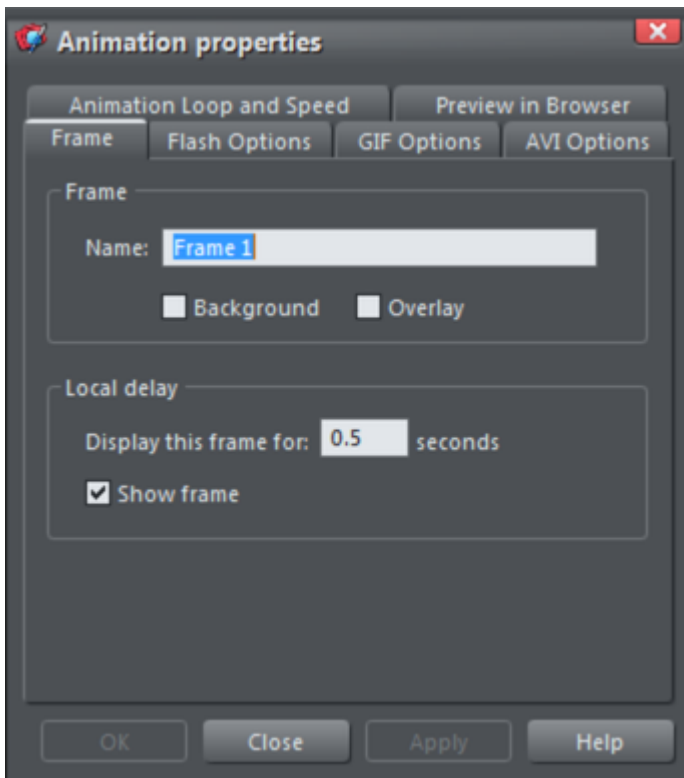 Animation properties
Animation Loop and Speed Preview in Browser
Frame Flash Options GIF Options AVI Options
Frame
Name: Frame 1
Background Overlay
Local delay
Display this frame for: 0.5 seconds
Show frame
OK Close Apply Help